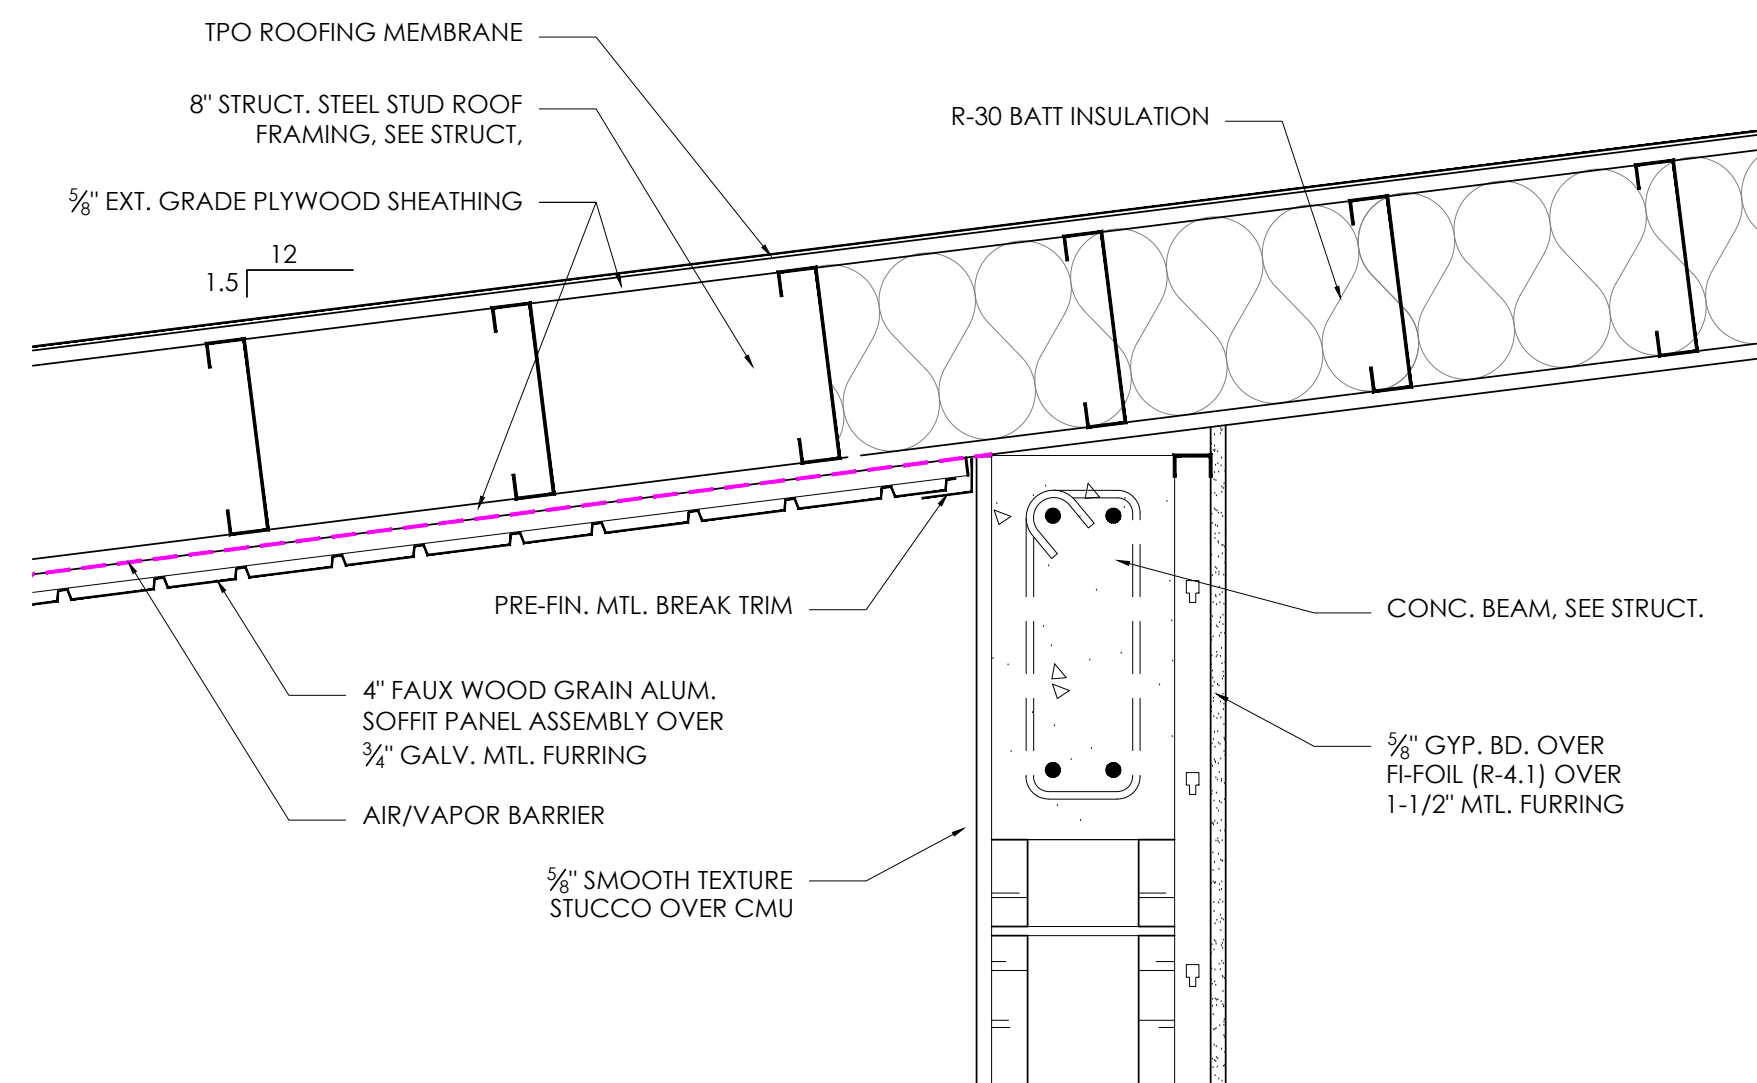 TPO ROOFING MEMBRANE
8" STRUCT. STEEL STUD ROOF
FRAMING, SEE STRUCT,
R-30 BATT INSULATION
⅝" EXT. GRADE PLYWOOD SHEATHING
12
1.5
PRE-FIN. MTL. BREAK TRIM
CONC. BEAM, SEE STRUCT.
4" FAUX WOOD GRAIN ALUM.
SOFFIT PANEL ASSEMBLY OVER
¾" GALV. MTL. FURRING
⅝" GYP. BD. OVER
FI-FOIL (R-4.1) OVER
1-1/2" MTL. FURRING
AIR/VAPOR BARRIER
⅝" SMOOTH TEXTURE
STUCCO OVER CMU